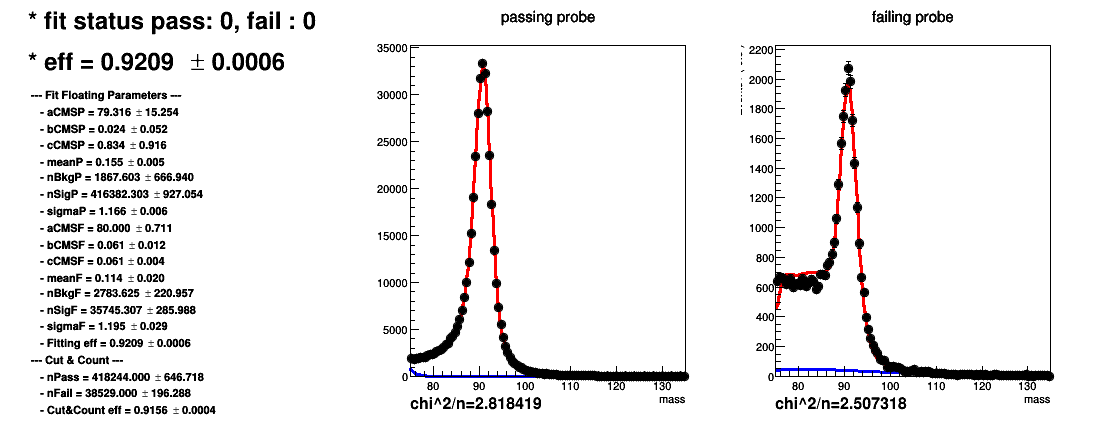 * fit status pass: 0, fail : 0
* eff = 0.9209 ± 0.0006
--- Fit Floating Parameters ---
- aCMSP = 79.316 ± 15.254
- bCMSP = 0.024 ± 0.052
- cCMSP = 0.834 ± 0.916
- meanP = 0.155 ± 0.005
- nBkgP = 1867.603 ± 666.940
- nSigP = 416382.303 ± 927.054
- sigmaP = 1.166 ± 0.006
- aCMSF = 80.000 ± 0.711
- bCMSF = 0.061 ± 0.012
- cCMSF = 0.061 ± 0.004
- meanF = 0.114 ± 0.020
- nBkgF = 2783.625 ± 220.957
- nSigF = 35745.307 ± 285.988
- sigmaF = 1.195 ± 0.029
- Fitting eff = 0.9209 ± 0.0006
--- Cut & Count ---
- nPass = 418244.000 ± 646.718
- nFail = 38529.000 ± 196.288
- Cut&Count eff = 0.9156 ± 0.0004
passing probe
35000
30000
25000
20000
15000
10000
5000
0
80 90 100 110 120 130
mass
chi^2/n=2.818419
failing probe
2200
2000
1800
1600
1400
1200
1000
800
600
400
200
0
80 90 100 110 120 130
mass
chi^2/n=2.507318